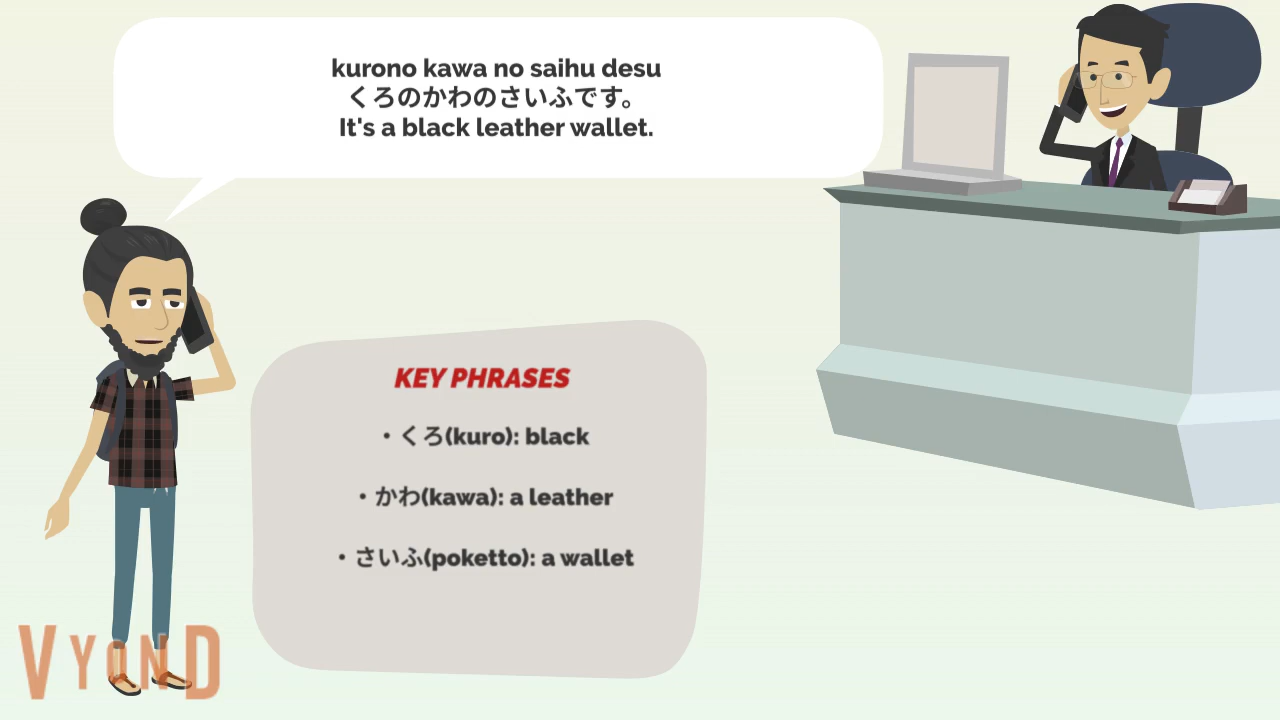 kurono kawa no saihu desu
くろのかわのさいふです。
It's a black leather wallet.
KEY PHRASES
・くろ(kuro): black
・かわ(kawa): a leather
・さいふ(poketto): a wallet
VYOND